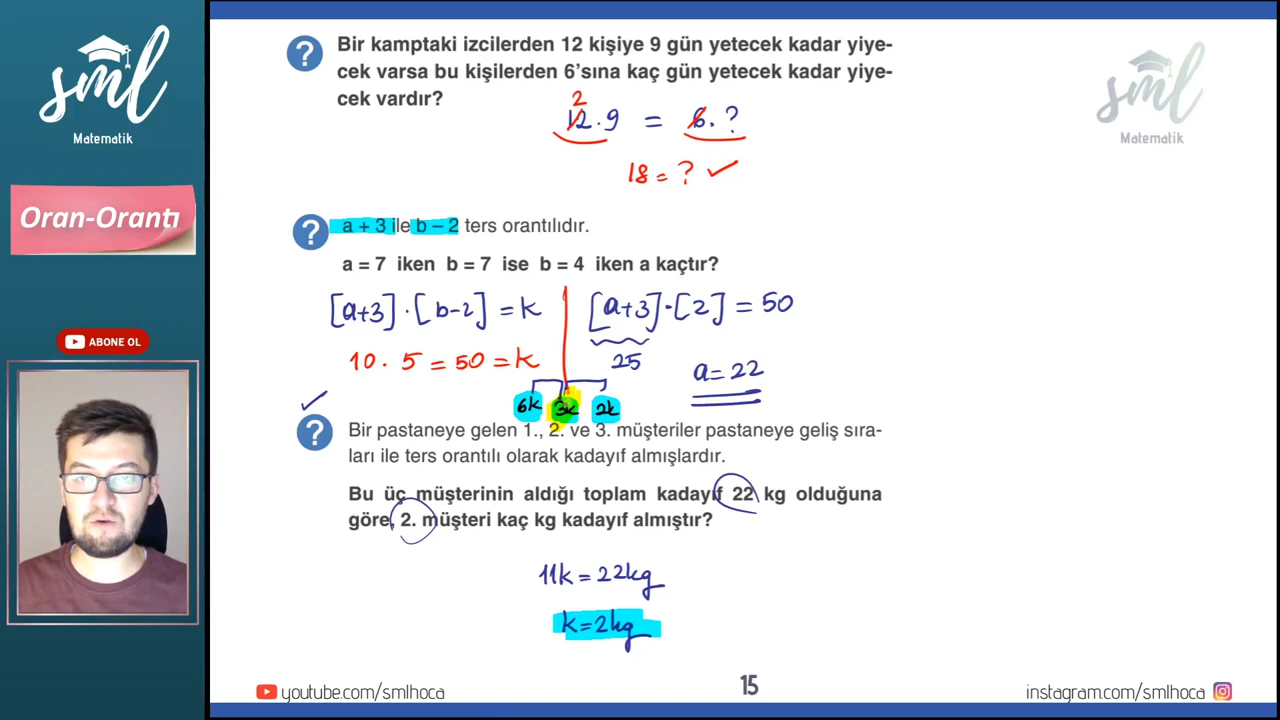 sml
Matematik
Oran-Orantı
ABONE OL
sml
Matematik
? Bir kamptaki izcilerden 12 kişiye 9 gün yetecek kadar yiye-
cek varsa bu kişilerden 6'sına kaç gün yetecek kadar yiye-
cek vardır?
2
12.9 = 6.?
18 = ? ✓
? a + 3 ile b – 2 ters orantılıdır.
a = 7 iken b = 7 ise b = 4 iken a kaçtır?
[a+3]·[b-2] = k
[a+3]·[2] = 50
10. 5 = 50 = k
25
a = 22
6k 3k 2k
✓
? Bir pastaneye gelen 1., 2. ve 3. müşteriler pastaneye geliş sıra-
ları ile ters orantılı olarak kadayıf almışlardır.
Bu üç müşterinin aldığı toplam kadayıf 22 kg olduğuna
göre, 2. müşteri kaç kg kadayıf almıştır?
11k = 22kg
k = 2kg
youtube.com/smlhoca
15
instagram.com/smlhoca